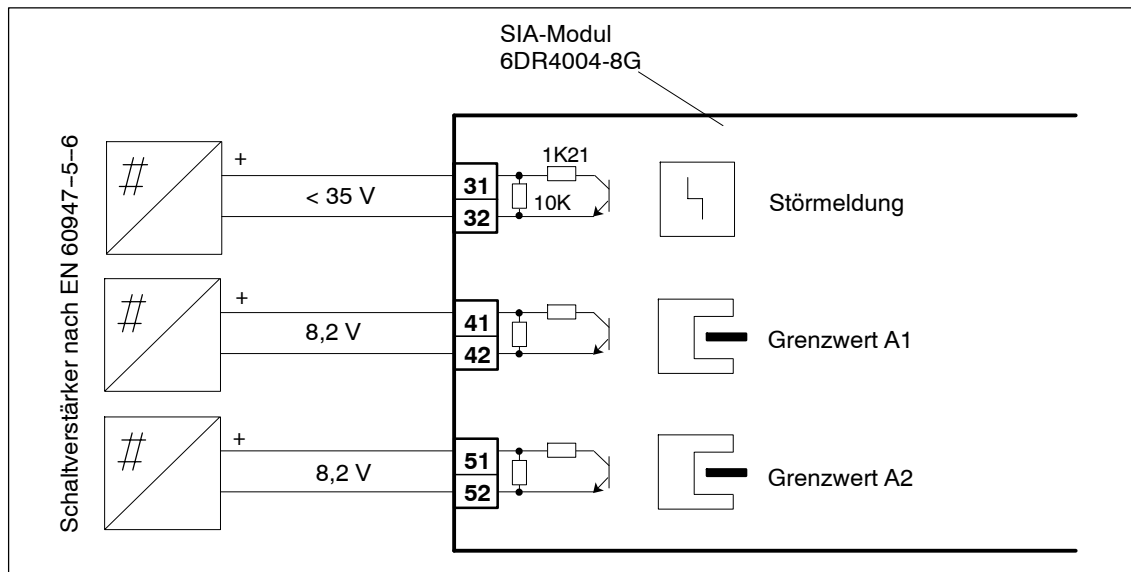 SIA-Modul
6DR4004-8G
Schaltverstärker nach EN 60947-5-6
+
< 35 V
31
32
1K21
10K
Störmeldung
+
8,2 V
41
42
Grenzwert A1
+
8,2 V
51
52
Grenzwert A2